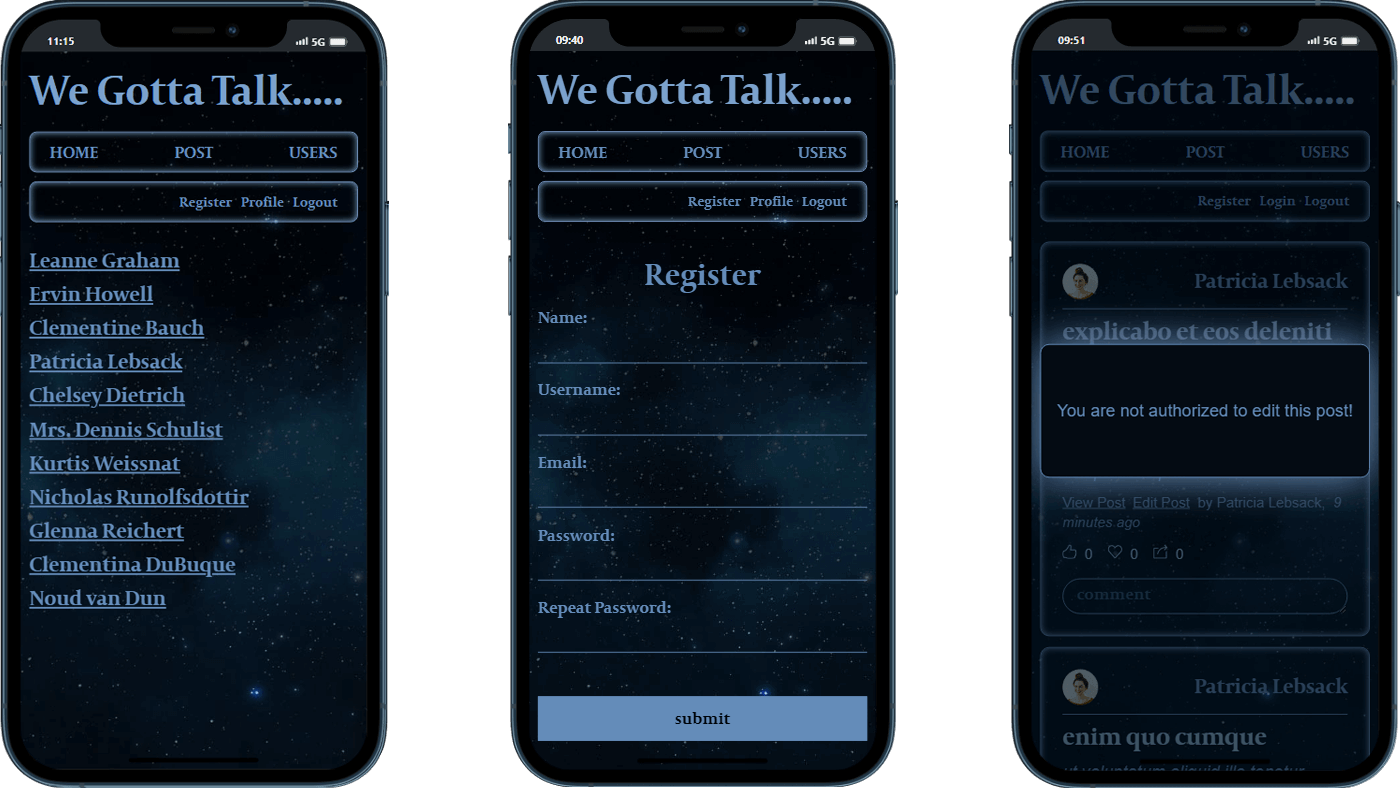 11:15
5G
We Gotta Talk.....
HOME POST USERS
Register Profile · Logout
Leanne Graham
Ervin Howell
Clementine Bauch
Patricia Lebsack
Chelsey Dietrich
Mrs. Dennis Schulist
Kurtis Weissnat
Nicholas Runolfsdottir
Glenna Reichert
Clementina DuBuque
Noud van Dun
09:40
5G
We Gotta Talk.....
HOME POST USERS
Register Profile · Logout
Register
Name:
Username:
Email:
Password:
Repeat Password:
submit
09:51
5G
We Gotta Talk.....
HOME POST USERS
Register Login · Logout
Patricia Lebsack
explicabo et eos deleniti
You are not authorized to edit this post!
View Post Edit Post by Patricia Lebsack, 9
minutes ago
0 0 0
comment
Patricia Lebsack
enim quo cumque
ut voluptatum aliquid illo tenetur